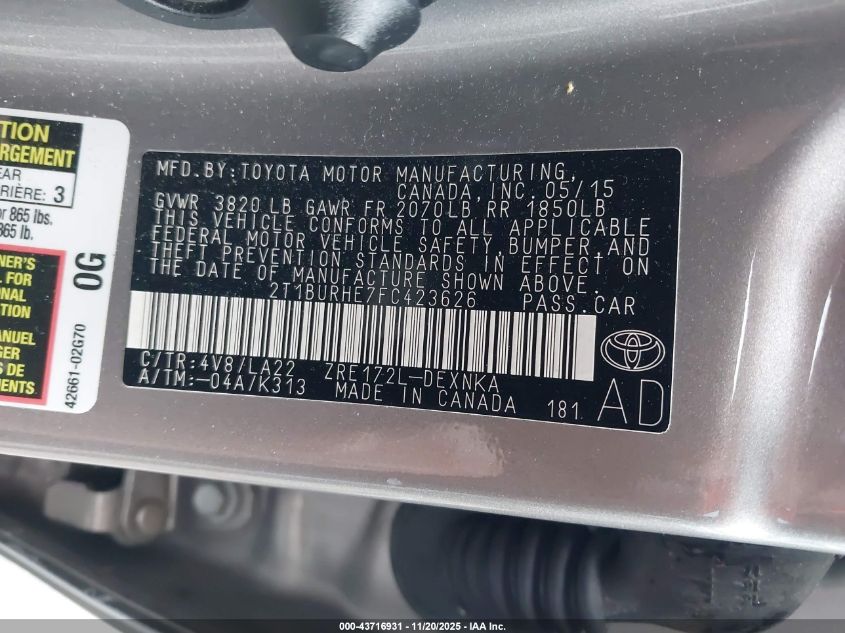 TION
RGEMENT
EAR
RRIÈRE: 3
or 865 lbs.
865 lb.
NER'S
L FOR
ONAL
TION
ANUEL
GER
S DE
0G
42661-02G70
MFD. BY: TOYOTA MOTOR MANUFACTURING,
CANADA, INC. 05/15
GVWR 3820 LB GAWR FR 2070LB RR 1850LB
THIS VEHICLE CONFORMS TO ALL APPLICABLE
FEDERAL MOTOR VEHICLE SAFETY, BUMPER, AND
THEFT PREVENTION STANDARDS IN EFFECT ON
THE DATE OF MANUFACTURE SHOWN ABOVE.
2T1BURHE7FC423626 PASS.CAR
C/TR:4V8/LA22 ZRE172L-DEXNKA
A/TM:-04A/K313 MADE IN CANADA 181
AD
000-43716931 - 11/20/2025 - IAA Inc.